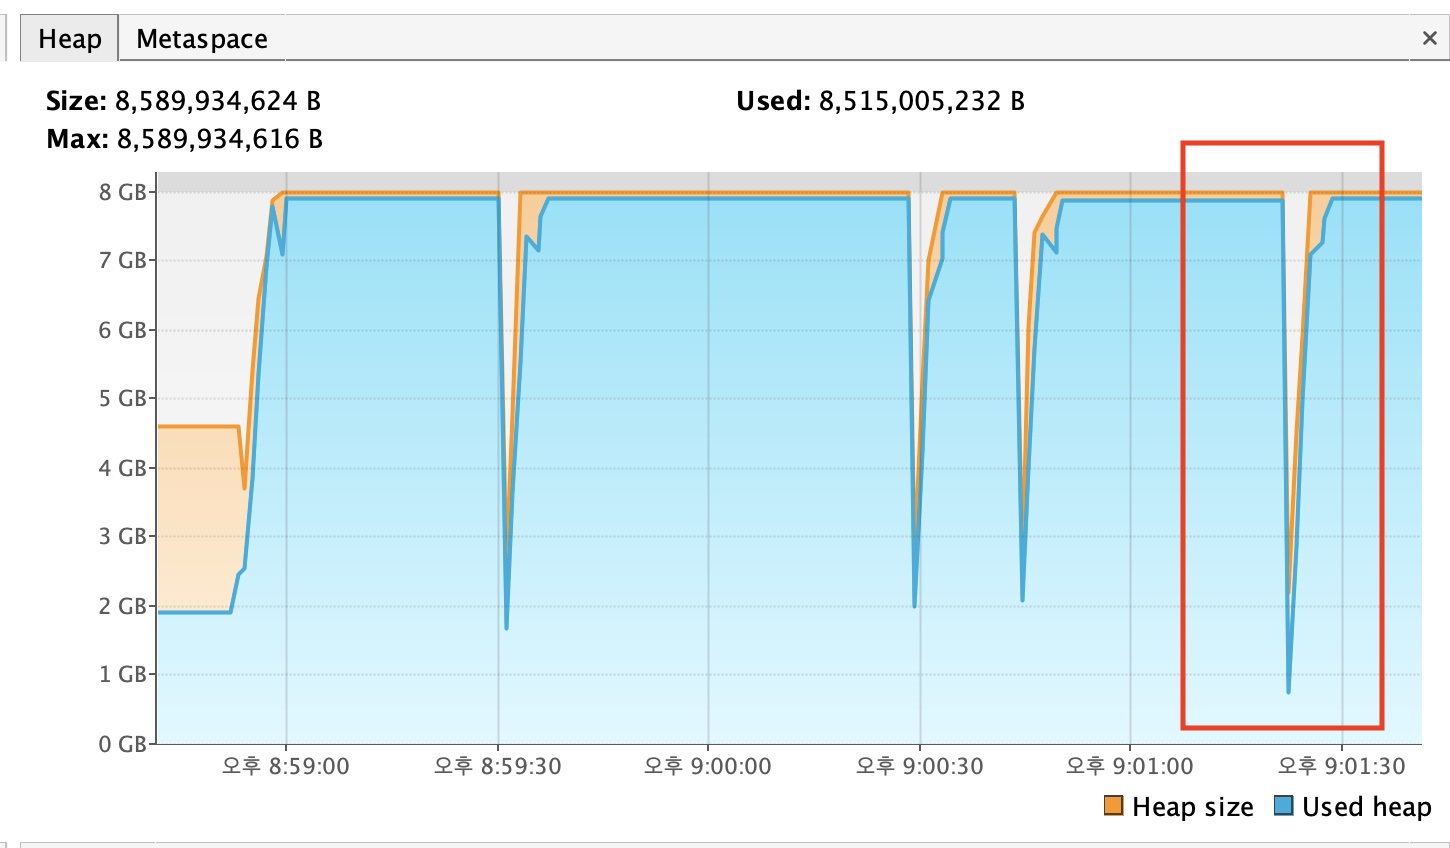 Heap Metaspace ×
Size: 8,589,934,624 B Used: 8,515,005,232 B
Max: 8,589,934,616 B
8 GB
7 GB
6 GB
5 GB
4 GB
3 GB
2 GB
1 GB
0 GB
오후 8:59:00 오후 8:59:30 오후 9:00:00 오후 9:00:30 오후 9:01:00 오후 9:01:30
Heap size Used heap